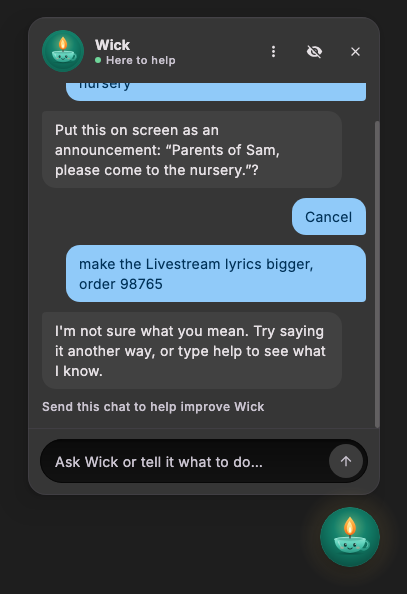 Wick
Here to help
nursery
Put this on screen as an
announcement: “Parents of Sam,
please come to the nursery.”?
Cancel
make the Livestream lyrics bigger,
order 98765
I'm not sure what you mean. Try saying
it another way, or type help to see what
I know.
Send this chat to help improve Wick
Ask Wick or tell it what to do...